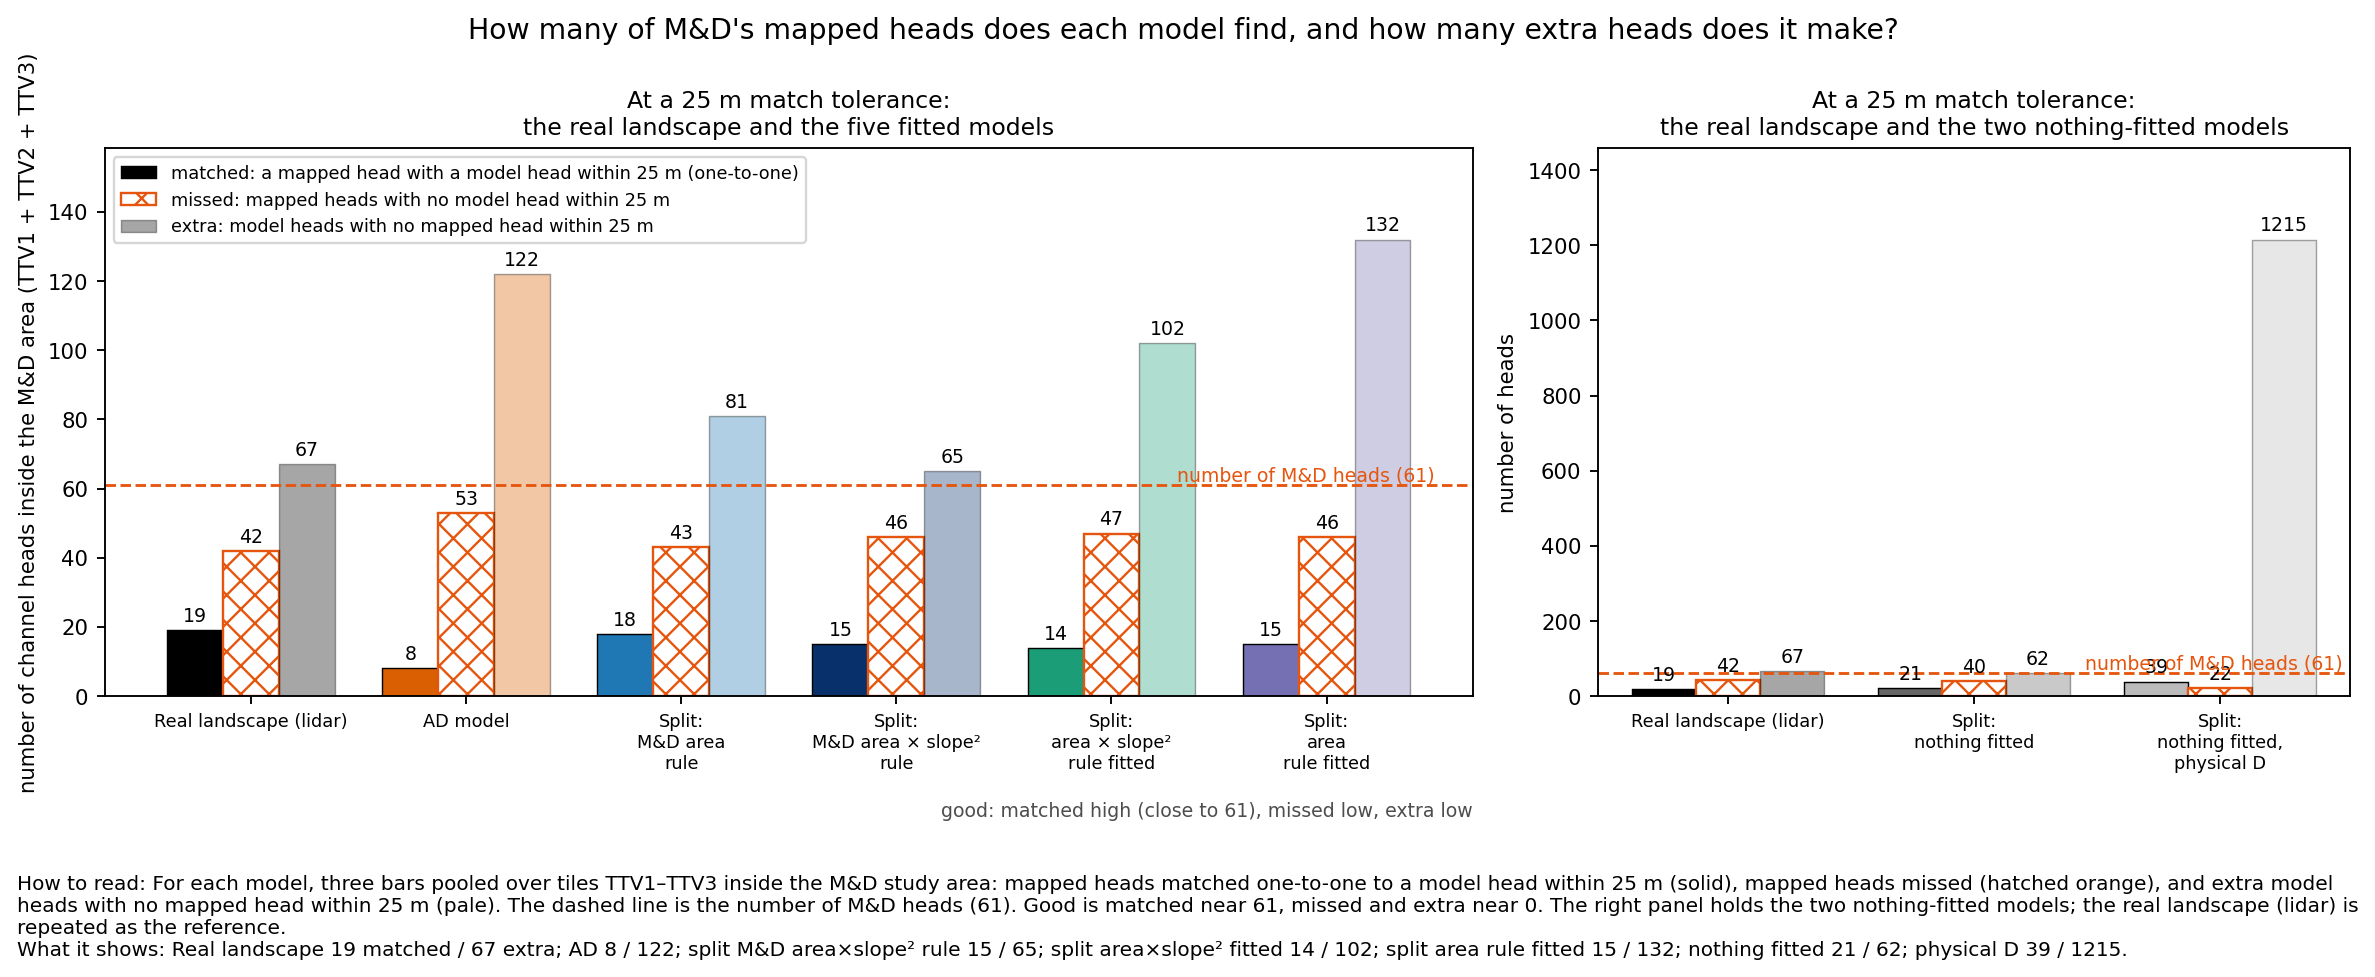 How many of M&D's mapped heads does each model find, and how many extra heads does it make?
At a 25 m match tolerance:
the real landscape and the five fitted models
number of channel heads inside the M&D area (TTV1 + TTV2 + TTV3)
140
120
100
80
60
40
20
0
matched: a mapped head with a model head within 25 m (one-to-one)
missed: mapped heads with no model head within 25 m
extra: model heads with no mapped head within 25 m
19
42
67
8
53
122
18
43
81
15
46
65
14
47
102
15
46
132
number of M&D heads (61)
Real landscape (lidar)
AD model
Split:
M&D area
rule
Split:
M&D area × slope²
rule
Split:
area × slope²
rule fitted
Split:
area
rule fitted
good: matched high (close to 61), missed low, extra low
At a 25 m match tolerance:
the real landscape and the two nothing-fitted models
number of heads
1400
1200
1000
800
600
400
200
0
19
42
67
21
40
62
39
22
1215
number of M&D heads (61)
Real landscape (lidar)
Split:
nothing fitted
Split:
nothing fitted,
physical D
How to read: For each model, three bars pooled over tiles TTV1–TTV3 inside the M&D study area: mapped heads matched one-to-one to a model head within 25 m (solid), mapped heads missed (hatched orange), and extra model
heads with no mapped head within 25 m (pale). The dashed line is the number of M&D heads (61). Good is matched near 61, missed and extra near 0. The right panel holds the two nothing-fitted models; the real landscape (lidar) is
repeated as the reference.
What it shows: Real landscape 19 matched / 67 extra; AD 8 / 122; split M&D area×slope² rule 15 / 65; split area×slope² fitted 14 / 102; split area rule fitted 15 / 132; nothing fitted 21 / 62; physical D 39 / 1215.